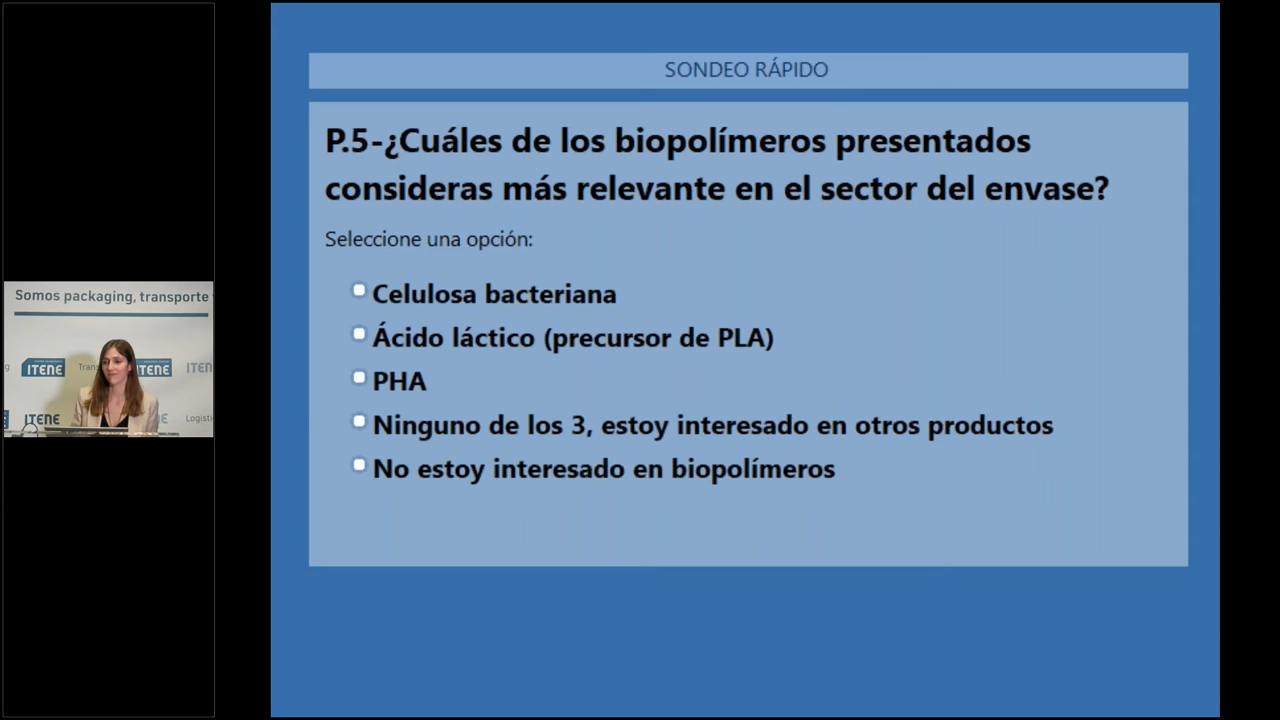 SONDEO RÁPIDO
P.5-¿Cuáles de los biopolímeros presentados
consideras más relevante en el sector del envase?
Seleccione una opción:
Celulosa bacteriana
Ácido láctico (precursor de PLA)
PHA
Ninguno de los 3, estoy interesado en otros productos
No estoy interesado en biopolímeros
Somos packaging, transporte
ITENE
ITENE
ITENE
ITENE
Logisti